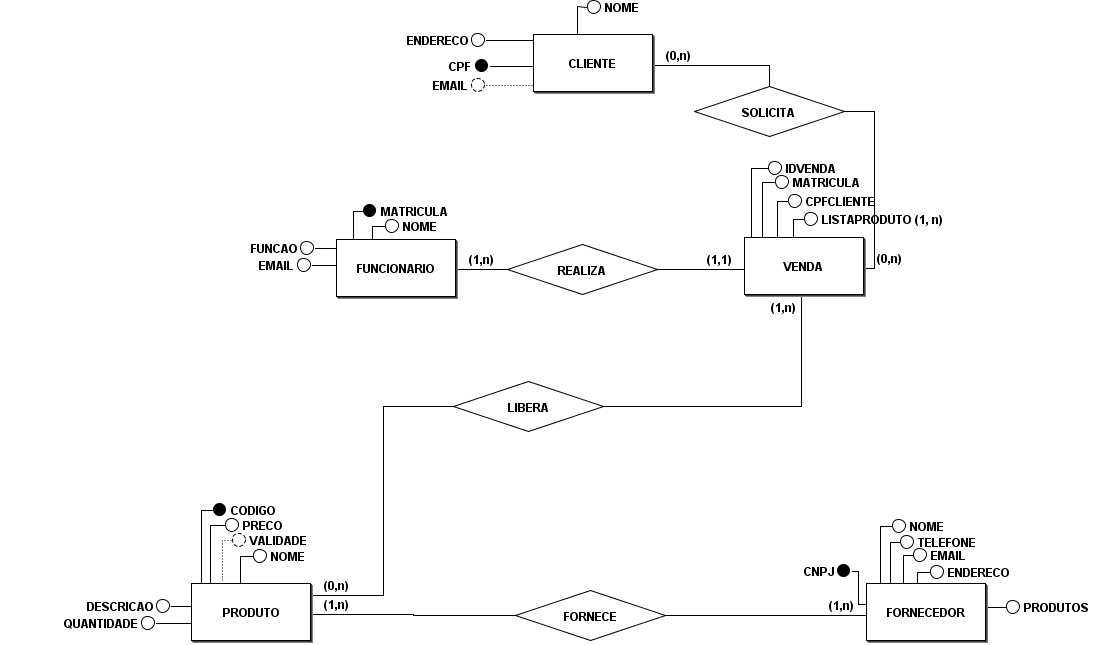 NOME
ENDERECO
CLIENTE
(0,n)
CPF
EMAIL
SOLICITA
IDVENDA
MATRICULA
CPFCLIENTE
LISTAPRODUTO (1, n)
MATRICULA
NOME
FUNCAO
EMAIL
FUNCIONARIO
(1,n)
REALIZA
(1,1)
VENDA
(0,n)
(1,n)
LIBERA
CODIGO
PRECO
VALIDADE
NOME
DESCRICAO
QUANTIDADE
PRODUTO
(0,n)
(1,n)
FORNECE
(1,n)
CNPJ
NOME
TELEFONE
EMAIL
ENDERECO
FORNECEDOR
PRODUTOS